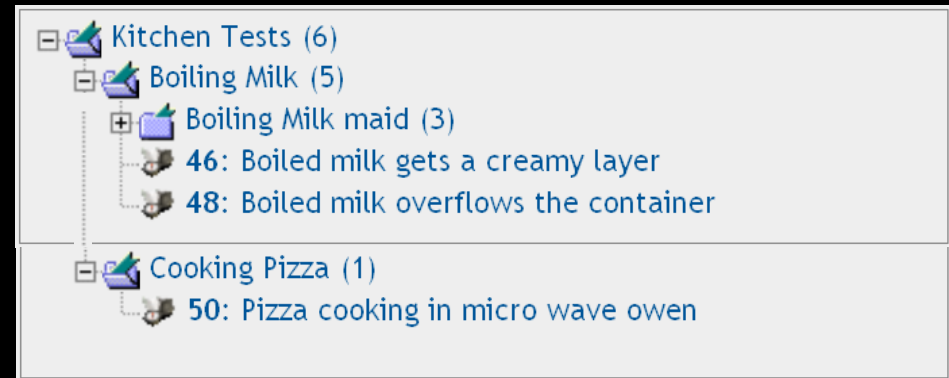 Kitchen Tests (6)
Boiling Milk (5)
Boiling Milk maid (3)
46: Boiled milk gets a creamy layer
48: Boiled milk overflows the container
Cooking Pizza (1)
50: Pizza cooking in micro wave owen